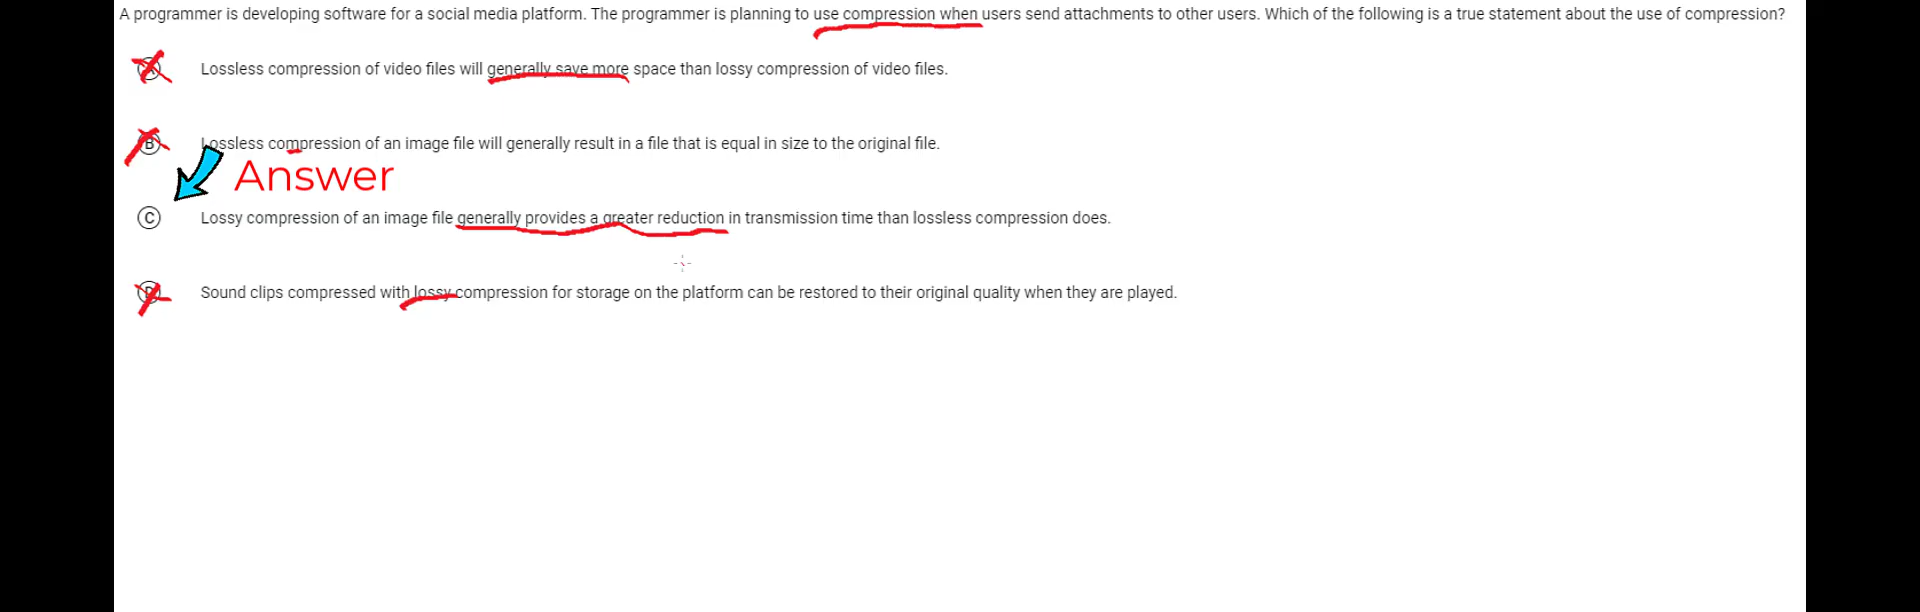 A programmer is developing software for a social media platform. The programmer is planning to use compression when users send attachments to other users. Which of the following is a true statement about the use of compression?
A Lossless compression of video files will generally save more space than lossy compression of video files.
B Lossless compression of an image file will generally result in a file that is equal in size to the original file.
Answer
C Lossy compression of an image file generally provides a greater reduction in transmission time than lossless compression does.
D Sound clips compressed with lossy compression for storage on the platform can be restored to their original quality when they are played.